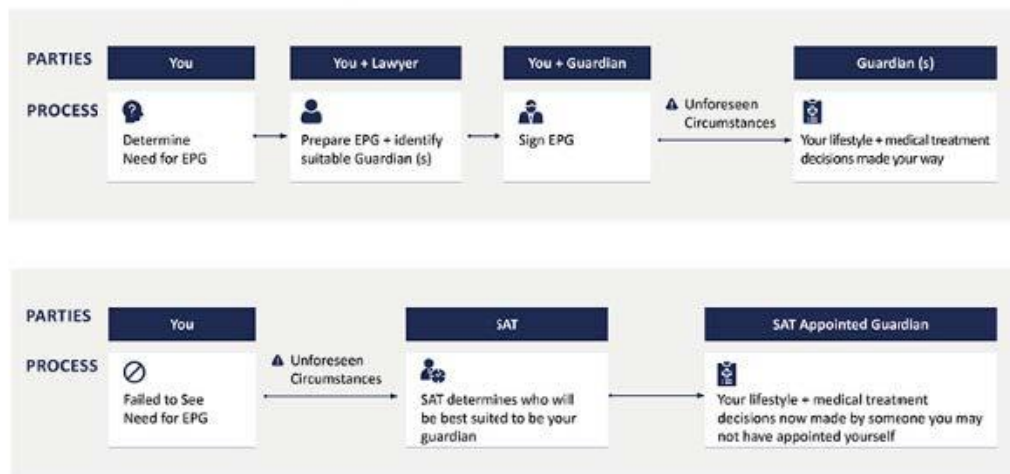 PARTIES
You
You + Lawyer
You + Guardian
Guardian (s)
PROCESS
Determine
Need for EPG
Prepare EPG + identify
suitable Guardian (s)
Sign EPG
Unforeseen
Circumstances
Your lifestyle + medical treatment
decisions made your way
PARTIES
You
SAT
SAT Appointed Guardian
PROCESS
Failed to See
Need for EPG
Unforeseen
Circumstances
SAT determines who will
be best suited to be your
guardian
Your lifestyle + medical treatment
decisions now made by someone you may
not have appointed yourself